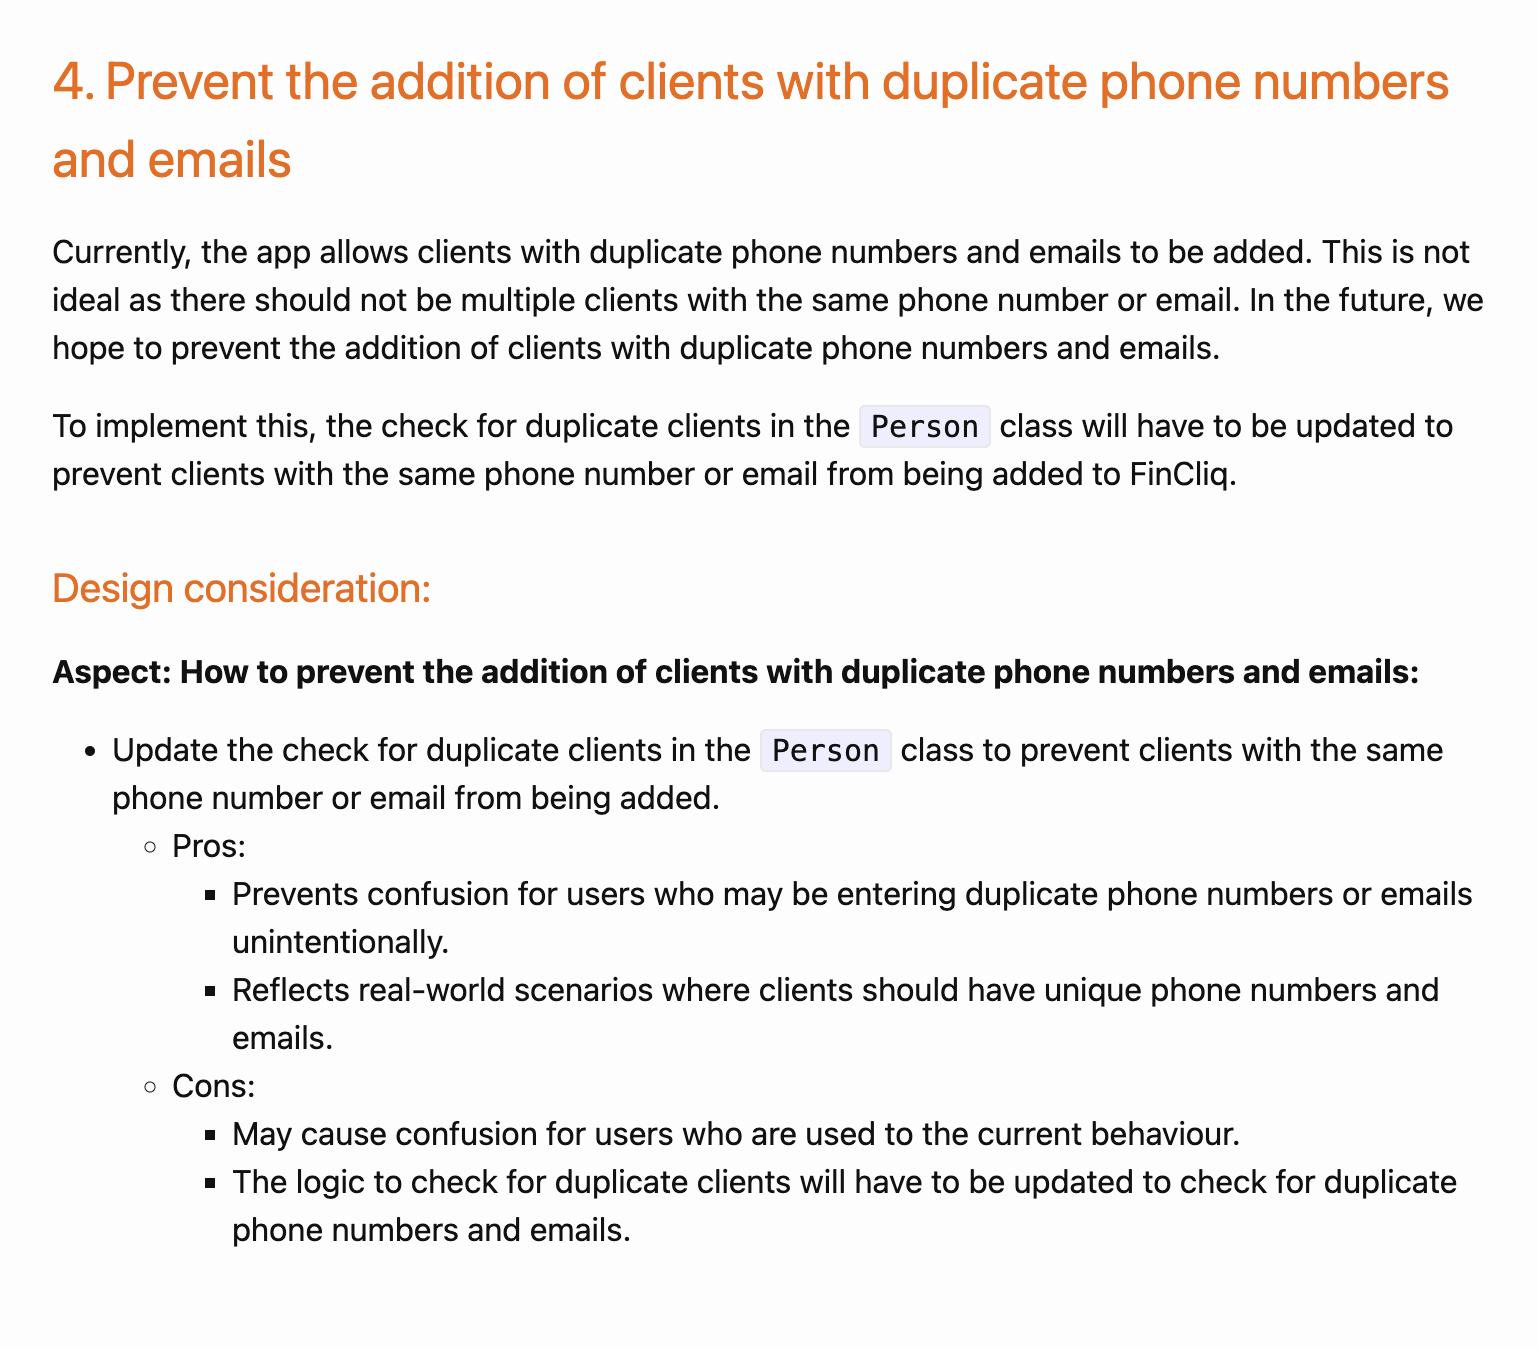 4. Prevent the addition of clients with duplicate phone numbers
and emails
Currently, the app allows clients with duplicate phone numbers and emails to be added. This is not
ideal as there should not be multiple clients with the same phone number or email. In the future, we
hope to prevent the addition of clients with duplicate phone numbers and emails.
To implement this, the check for duplicate clients in the Person class will have to be updated to
prevent clients with the same phone number or email from being added to FinCliq.
Design consideration:
Aspect: How to prevent the addition of clients with duplicate phone numbers and emails:
• Update the check for duplicate clients in the Person class to prevent clients with the same
phone number or email from being added.
◦ Pros:
▪ Prevents confusion for users who may be entering duplicate phone numbers or emails
unintentionally.
▪ Reflects real-world scenarios where clients should have unique phone numbers and
emails.
◦ Cons:
▪ May cause confusion for users who are used to the current behaviour.
▪ The logic to check for duplicate clients will have to be updated to check for duplicate
phone numbers and emails.